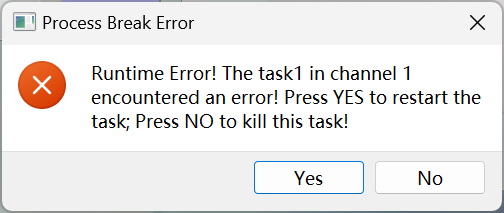 Process Break Error
Runtime Error! The task1 in channel 1
encountered an error! Press YES to restart the
task; Press NO to kill this task!
Yes
No